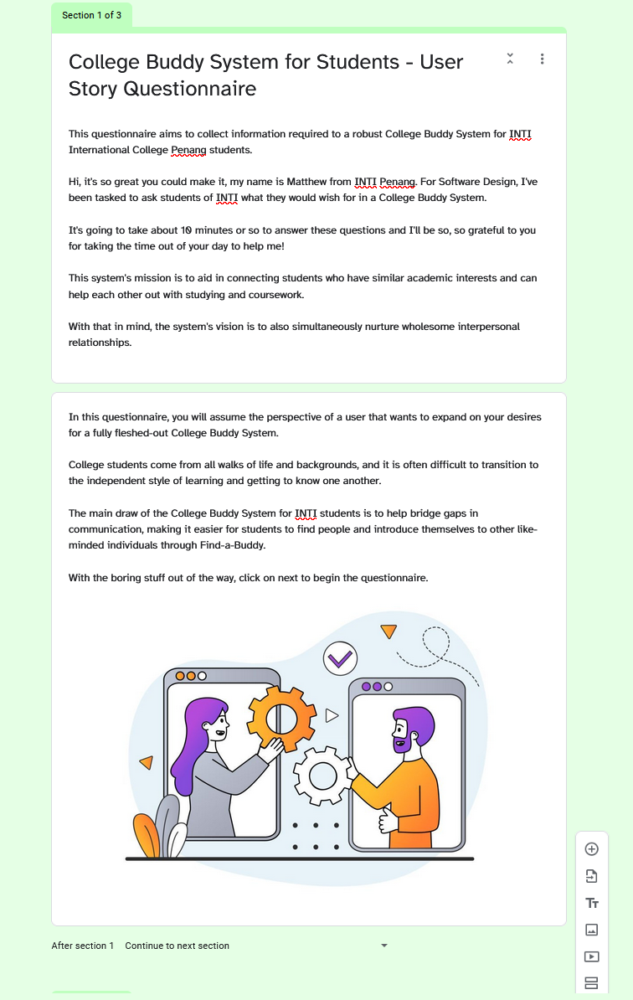 Section 1 of 3
College Buddy System for Students - User
Story Questionnaire
This questionnaire aims to collect information required to a robust College Buddy System for INTI
International College Penang students.
Hi, it's so great you could make it, my name is Matthew from INTI Penang. For Software Design, I've
been tasked to ask students of INTI what they would wish for in a College Buddy System.
It's going to take about 10 minutes or so to answer these questions and I'll be so, so grateful to you
for taking the time out of your day to help me!
This system's mission is to aid in connecting students who have similar academic interests and can
help each other out with studying and coursework.
With that in mind, the system's vision is to also simultaneously nurture wholesome interpersonal
relationships.
In this questionnaire, you will assume the perspective of a user that wants to expand on your desires
for a fully fleshed-out College Buddy System.
College students come from all walks of life and backgrounds, and it is often difficult to transition to
the independent style of learning and getting to know one another.
The main draw of the College Buddy System for INTI students is to help bridge gaps in
communication, making it easier for students to find people and introduce themselves to other like-
minded individuals through Find-a-Buddy.
With the boring stuff out of the way, click on next to begin the questionnaire.
Tт
After section 1 Continue to next section